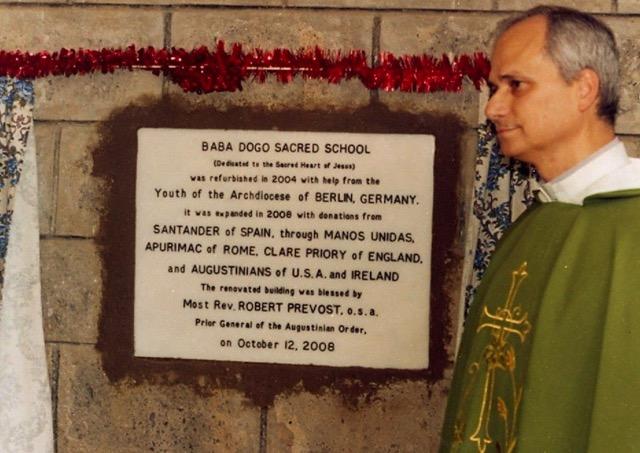 BABA DOGO SACRED SCHOOL
(Dedicated to the Sacred Heart of Jesus)
was refurbished in 2004 with help from the
Youth of the Archdiocese of BERLIN, GERMANY.
it was expanded in 2008 with donations from
SANTANDER of SPAIN, through MANOS UNIDAS,
APURIMAC of ROME, CLARE PRIORY of ENGLAND,
and AUGUSTINIANS of U.S.A. and IRELAND
The renovated building was blessed by
Most Rev. ROBERT PREVOST, o.s.a.
Prior General of the Augustinian Order,
on October 12, 2008